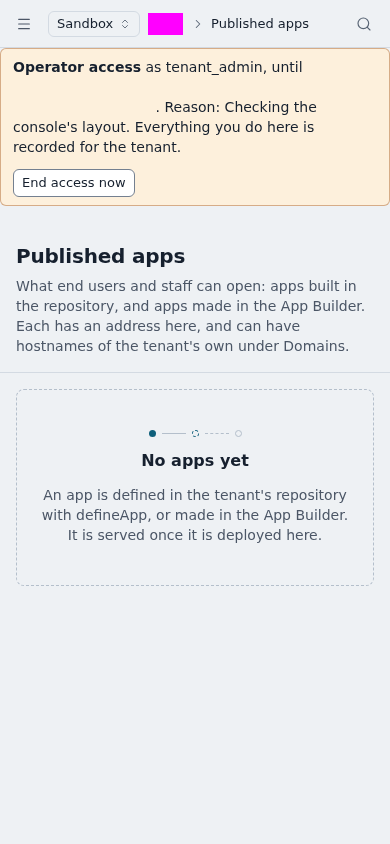 Sandbox
Published apps
Operator access as tenant_admin, until
. Reason: Checking the
console's layout. Everything you do here is
recorded for the tenant.
End access now
Published apps
What end users and staff can open: apps built in
the repository, and apps made in the App Builder.
Each has an address here, and can have
hostnames of the tenant's own under Domains.
No apps yet
An app is defined in the tenant's repository
with defineApp, or made in the App Builder.
It is served once it is deployed here.